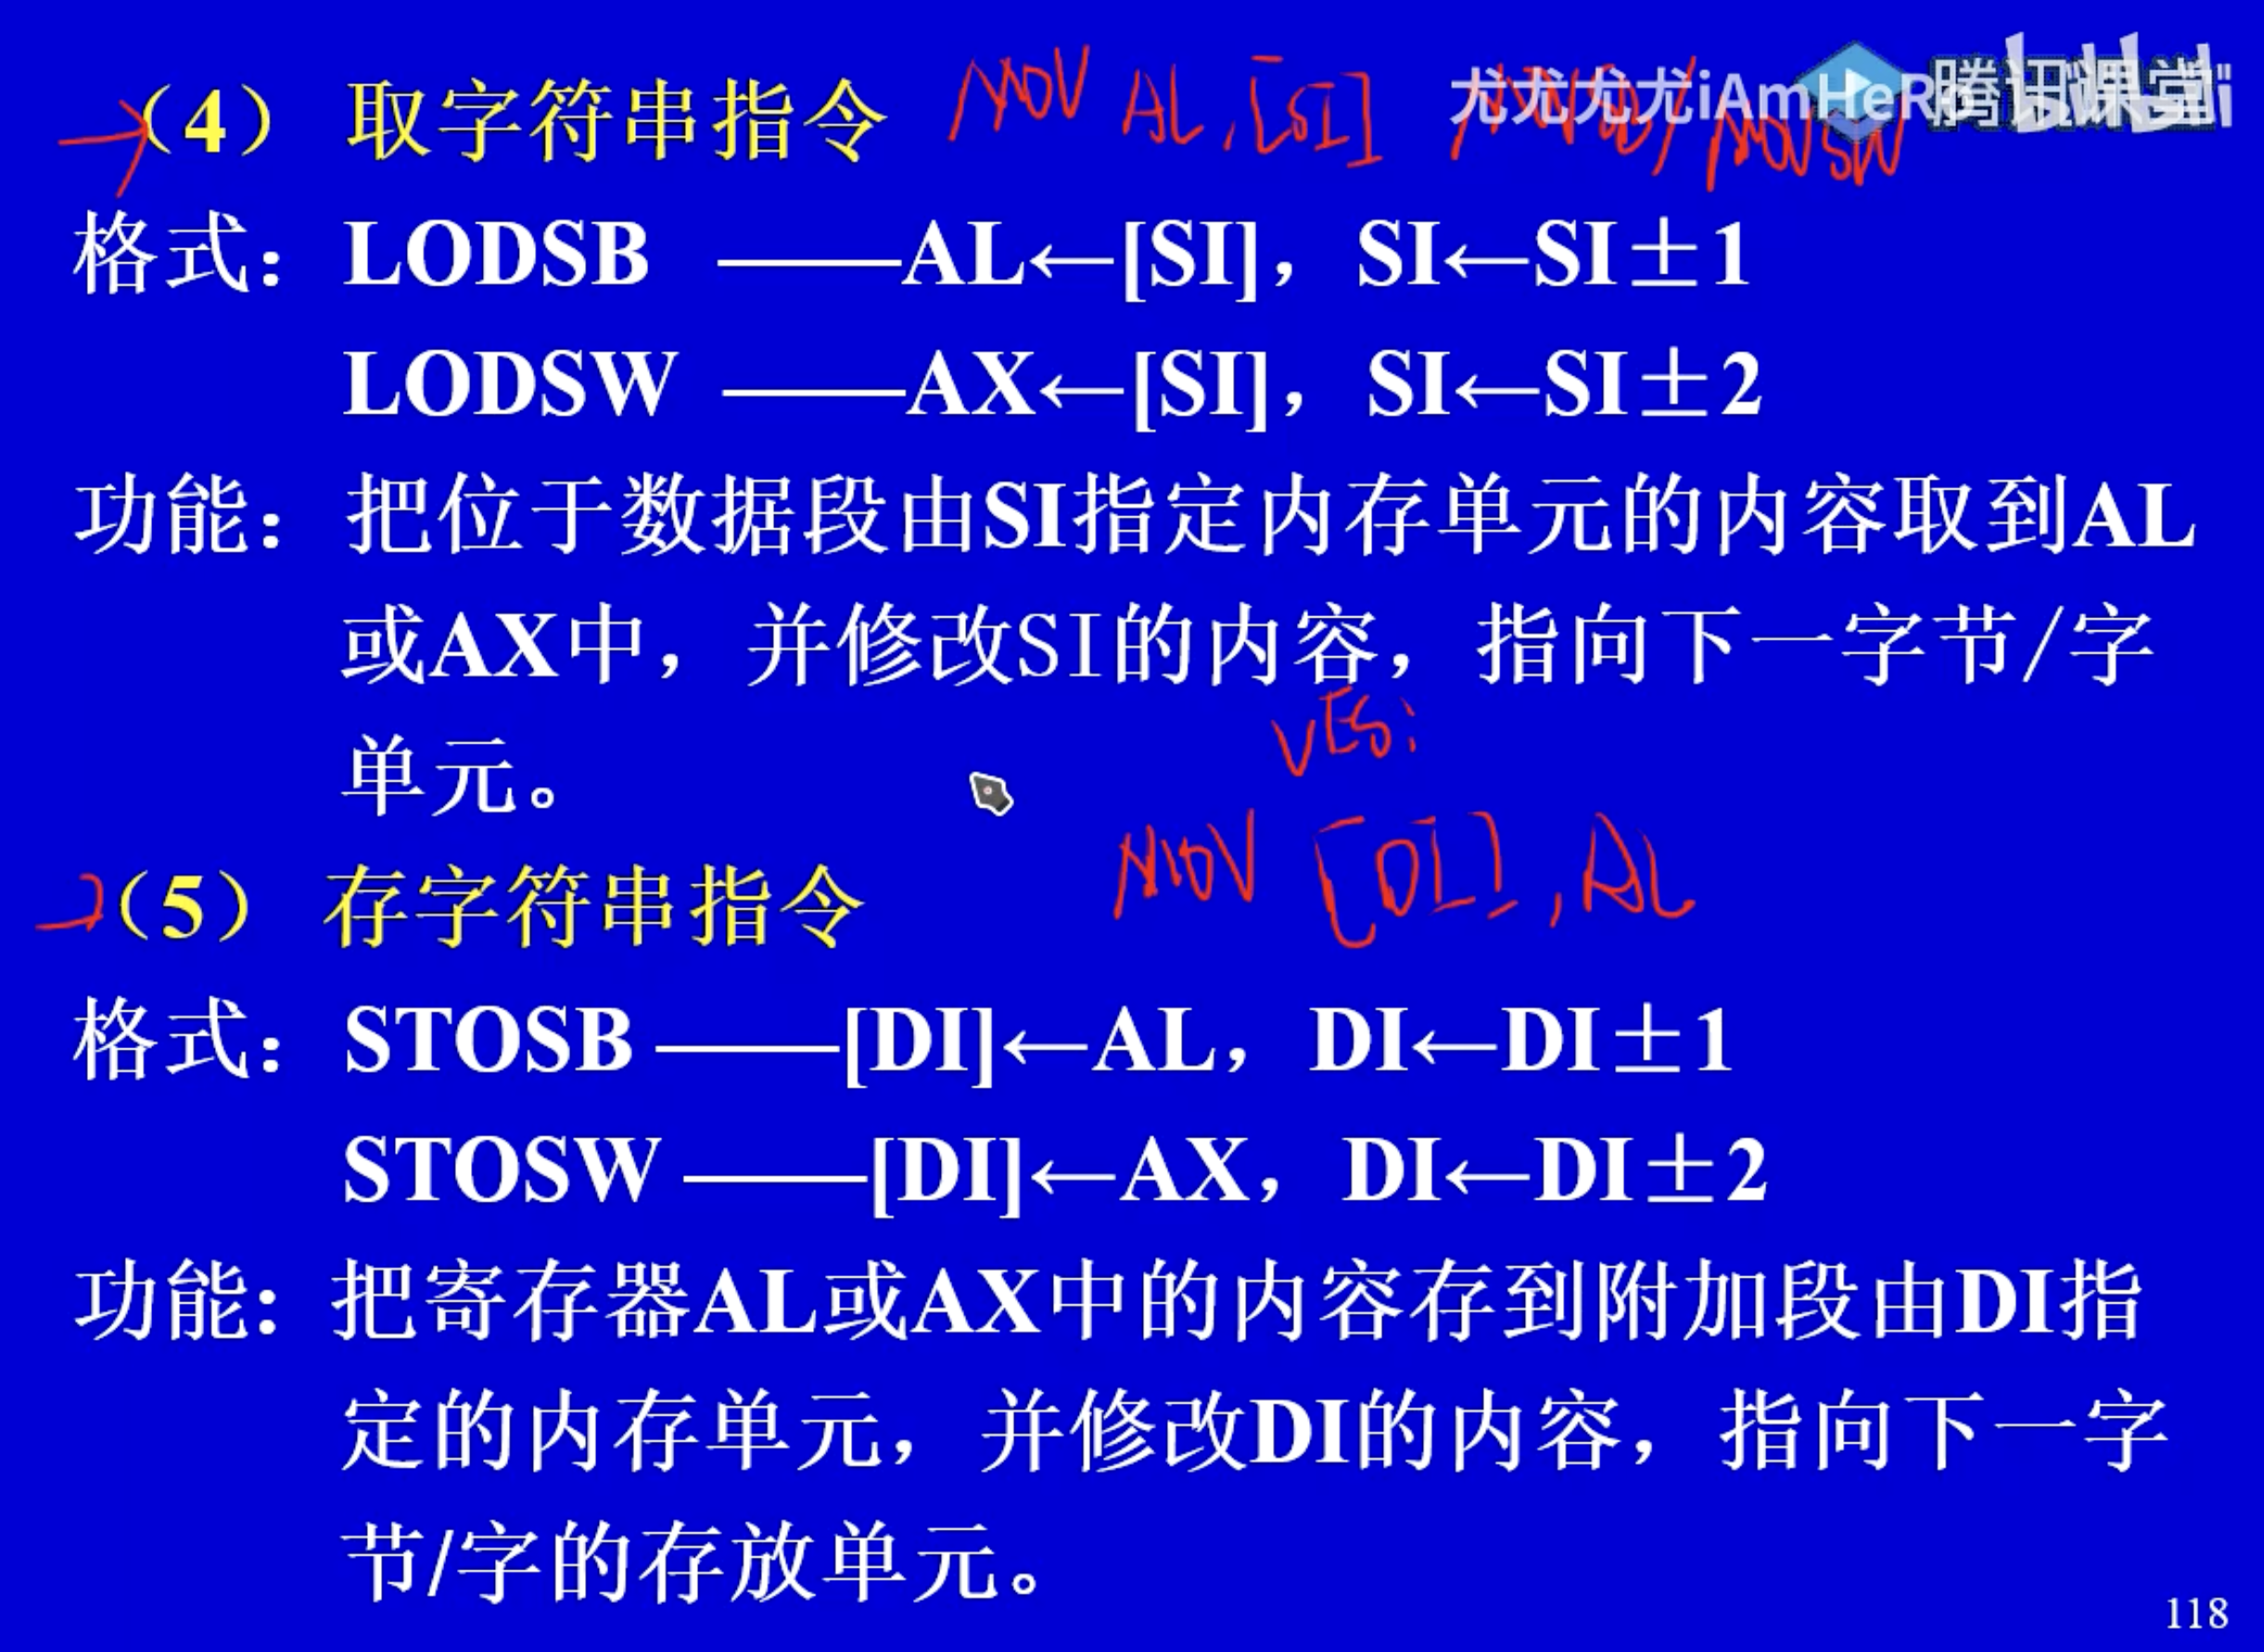 （4） 取字符串指令 MOV AL,[SI] MOVSW
尤尤尤尤iAmHeRo 腾讯课堂
格式：LODSB ——AL←[SI]，SI←SI±1
LODSW ——AX←[SI]，SI←SI±2
功能：把位于数据段由SI指定内存单元的内容取到AL
或AX中，并修改SI的内容，指向下一字节/字
单元。
ES:
MOV [DI],AL
（5） 存字符串指令
格式：STOSB ——[DI]←AL，DI←DI±1
STOSW ——[DI]←AX，DI←DI±2
功能：把寄存器AL或AX中的内容存到附加段由DI指
定的内存单元，并修改DI的内容，指向下一字
节/字的存放单元。
118